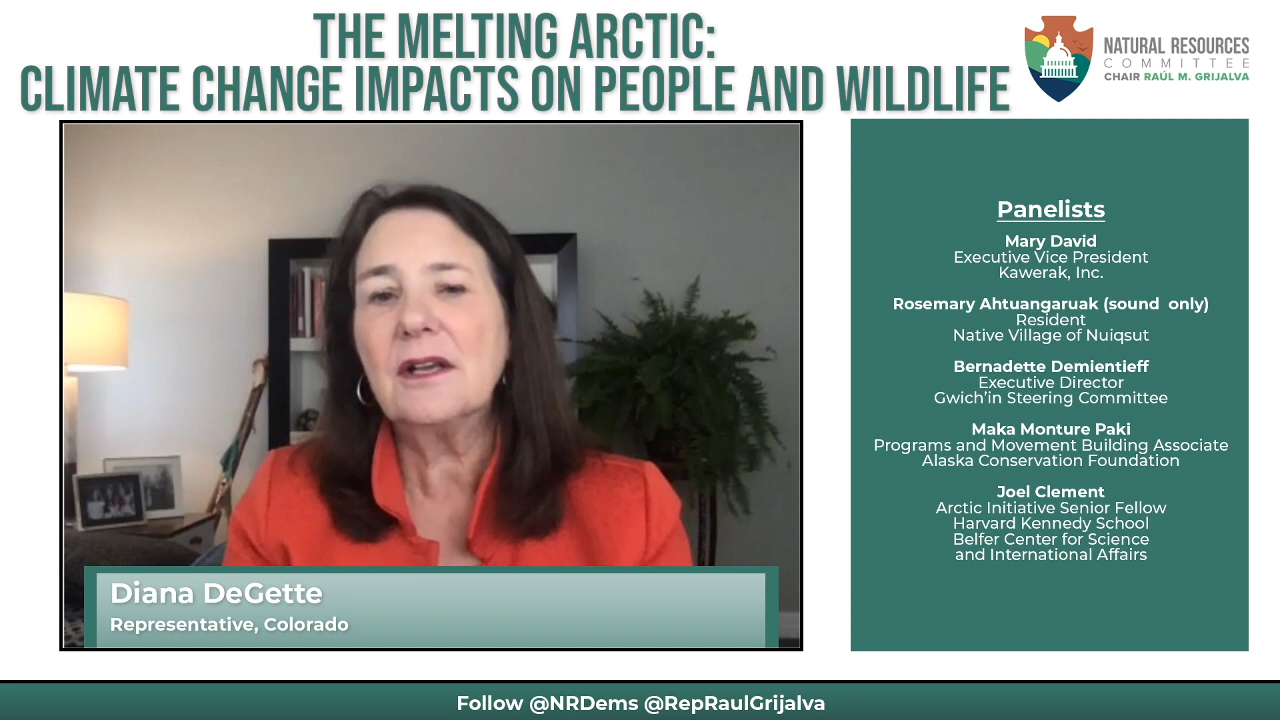 THE MELTING ARCTIC:
CLIMATE CHANGE IMPACTS ON PEOPLE AND WILDLIFE
NATURAL RESOURCES
COMMITTEE
CHAIR RAÚL M. GRIJALVA
Panelists
Mary David
Executive Vice President
Kawerak, Inc.
Rosemary Ahtuangaruak (sound only)
Resident
Native Village of Nuiqsut
Bernadette Demientieff
Executive Director
Gwich'in Steering Committee
Maka Monture Paki
Programs and Movement Building Associate
Alaska Conservation Foundation
Joel Clement
Arctic Initiative Senior Fellow
Harvard Kennedy School
Belfer Center for Science
and International Affairs
Diana DeGette
Representative, Colorado
Follow @NRDems @RepRaulGrijalva